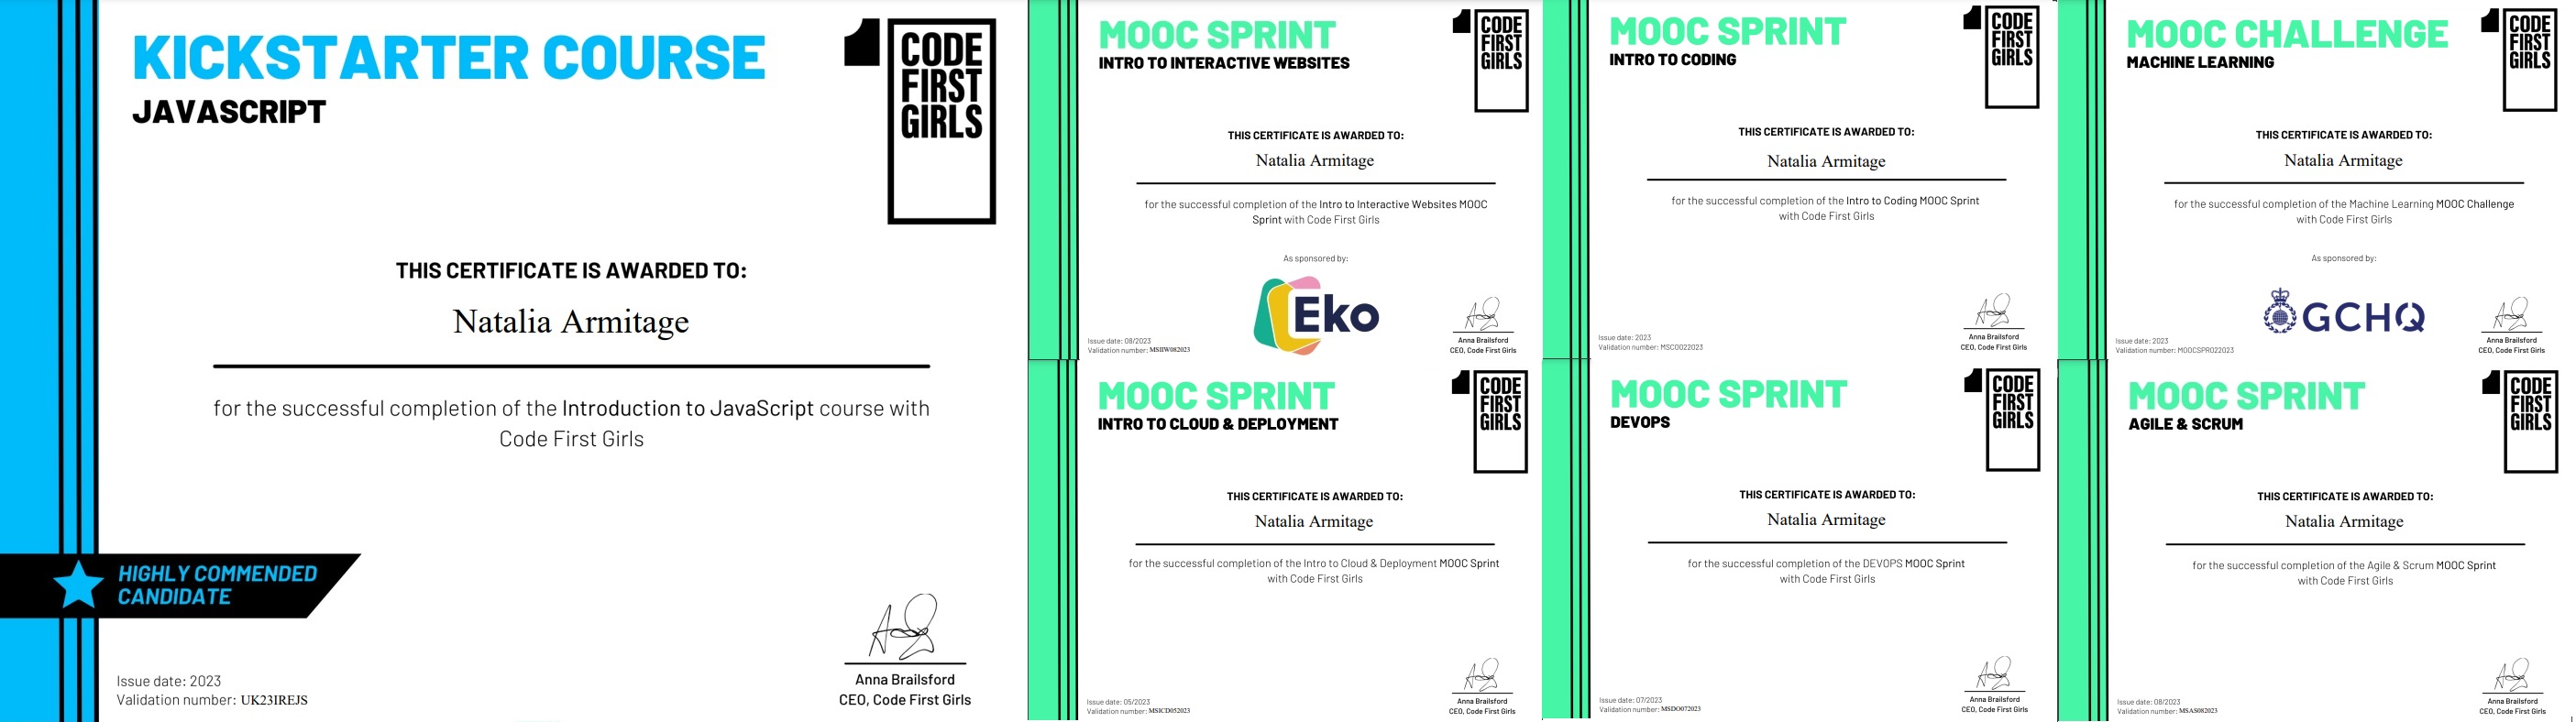 KICKSTARTER COURSE
JAVASCRIPT
1 CODE
FIRST
GIRLS
THIS CERTIFICATE IS AWARDED TO:
Natalia Armitage
for the successful completion of the Introduction to JavaScript course with
Code First Girls
HIGHLY COMMENDED
CANDIDATE
Issue date: 2023
Validation number: UK23IREJS
Anna Brailsford
CEO, Code First Girls
MOOC SPRINT
INTRO TO INTERACTIVE WEBSITES
1 CODE
FIRST
GIRLS
THIS CERTIFICATE IS AWARDED TO:
Natalia Armitage
for the successful completion of the Intro to Interactive Websites MOOC
Sprint with Code First Girls
As sponsored by:
Eko
Issue date: 08/2023
Validation number: MSIIW082023
Anna Brailsford
CEO, Code First Girls
MOOC SPRINT
INTRO TO CODING
1 CODE
FIRST
GIRLS
THIS CERTIFICATE IS AWARDED TO:
Natalia Armitage
for the successful completion of the Intro to Coding MOOC Sprint
with Code First Girls
Issue date: 2023
Validation number: MSCO022023
Anna Brailsford
CEO, Code First Girls
MOOC CHALLENGE
MACHINE LEARNING
1 CODE
FIRST
GIRLS
THIS CERTIFICATE IS AWARDED TO:
Natalia Armitage
for the successful completion of the Machine Learning MOOC Challenge
with Code First Girls
As sponsored by:
GCHQ
Issue date: 2023
Validation number: MOOCSPR022023
Anna Brailsford
CEO, Code First Girls
MOOC SPRINT
INTRO TO CLOUD & DEPLOYMENT
1 CODE
FIRST
GIRLS
THIS CERTIFICATE IS AWARDED TO:
Natalia Armitage
for the successful completion of the Intro to Cloud & Deployment MOOC Sprint
with Code First Girls
Issue date: 05/2023
Validation number: MSICD052023
Anna Brailsford
CEO, Code First Girls
MOOC SPRINT
DEVOPS
1 CODE
FIRST
GIRLS
THIS CERTIFICATE IS AWARDED TO:
Natalia Armitage
for the successful completion of the DEVOPS MOOC Sprint
with Code First Girls
Issue date: 07/2023
Validation number: MSDO072023
Anna Brailsford
CEO, Code First Girls
MOOC SPRINT
AGILE & SCRUM
1 CODE
FIRST
GIRLS
THIS CERTIFICATE IS AWARDED TO:
Natalia Armitage
for the successful completion of the Agile & Scrum MOOC Sprint
with Code First Girls
Issue date: 08/2023
Validation number: MSAS082023
Anna Brailsford
CEO, Code First Girls